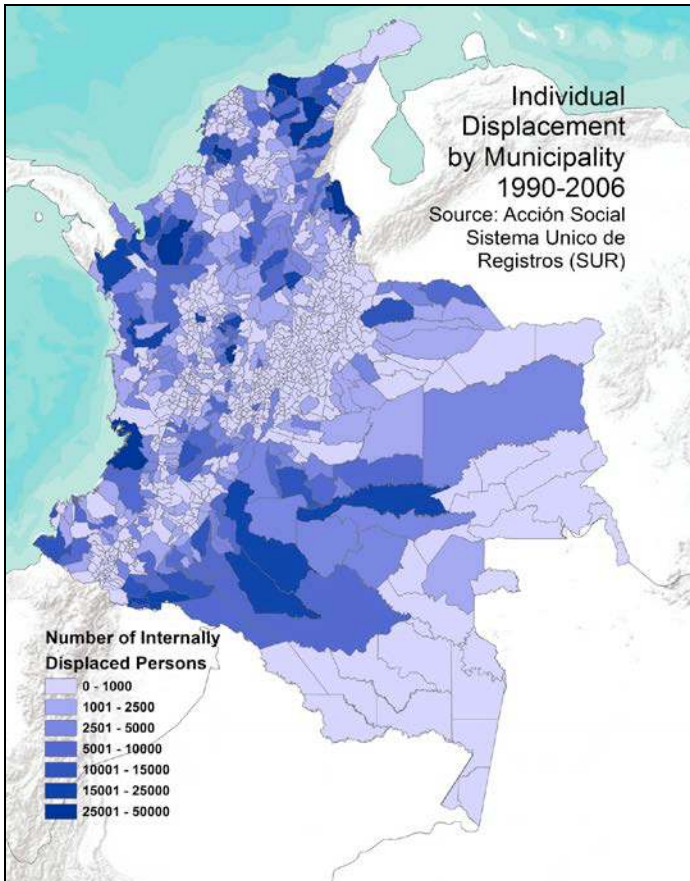 Individual
Displacement
by Municipality
1990-2006
Source: Acción Social
Sistema Unico de
Registros (SUR)
Number of Internally
Displaced Persons
0 - 1000
1001 - 2500
2501 - 5000
5001 - 10000
10001 - 15000
15001 - 25000
25001 - 50000